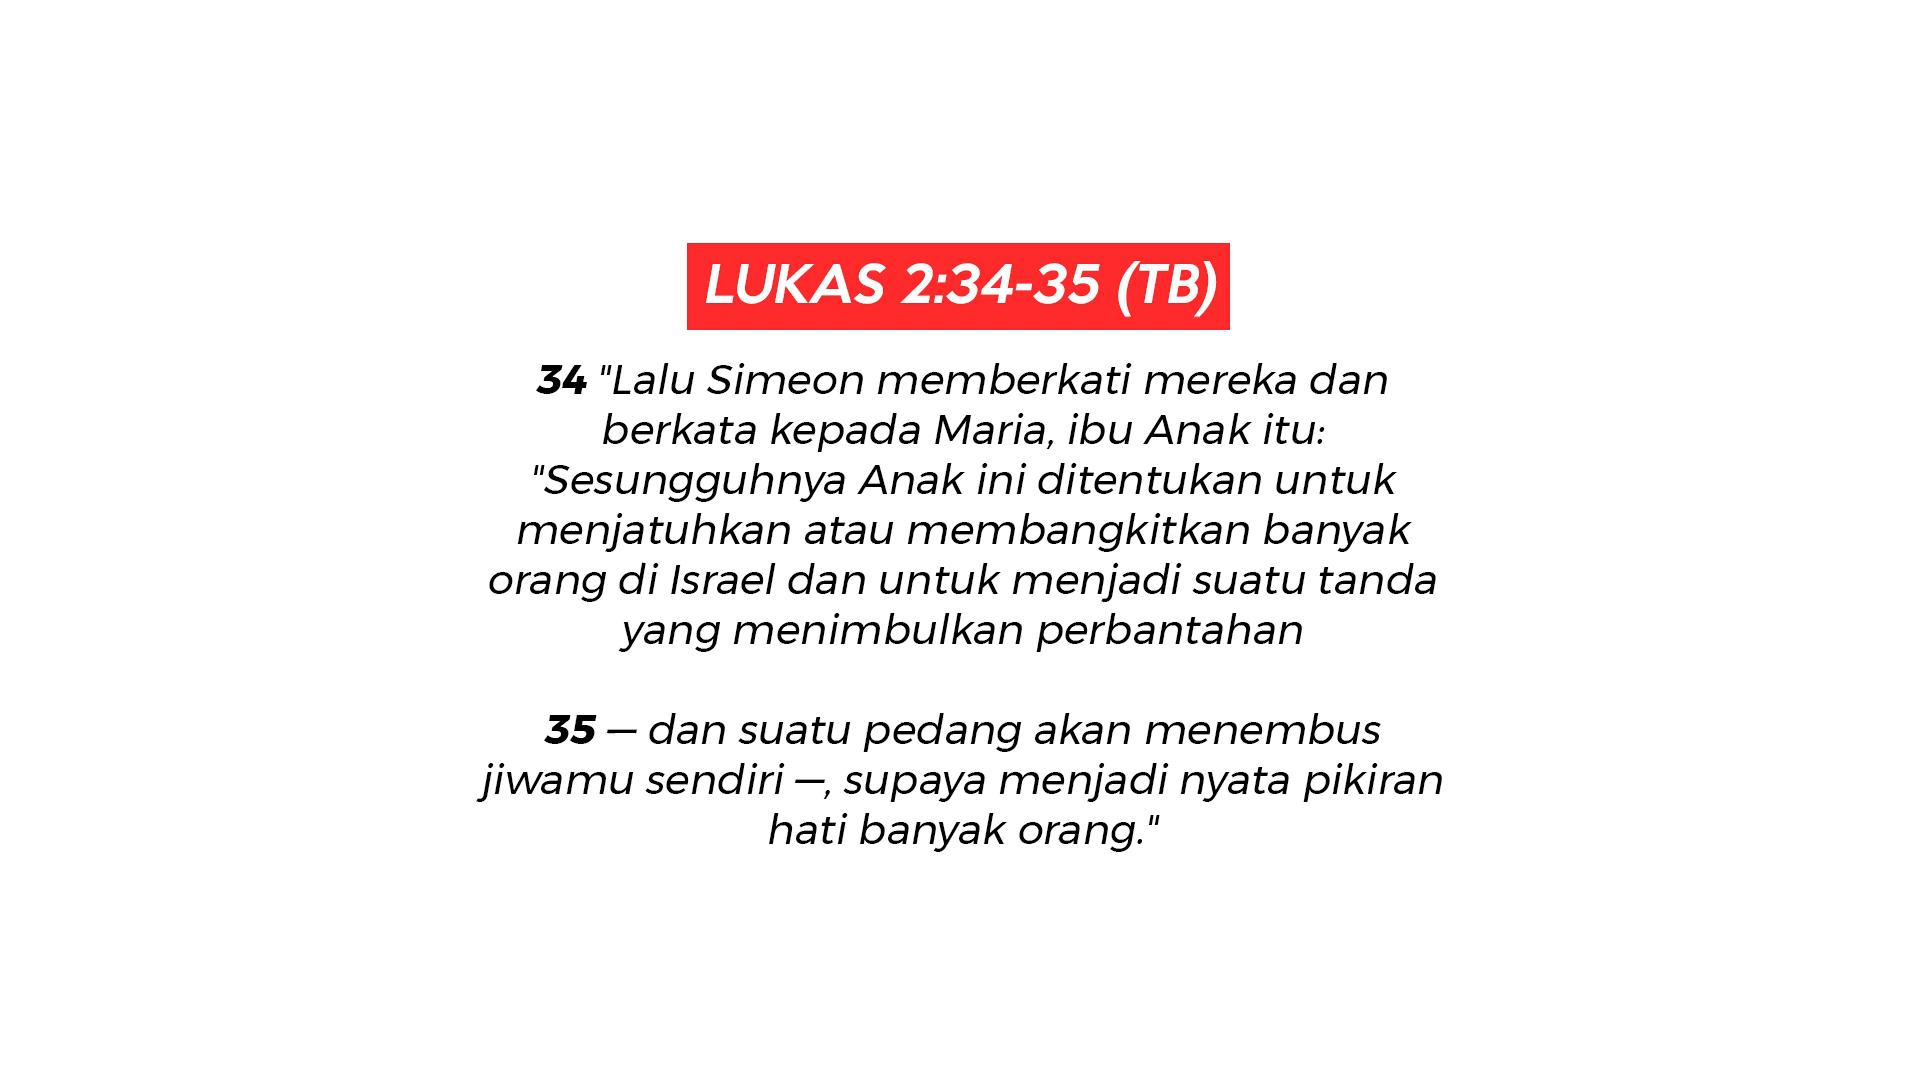 LUKAS 2:34-35 (TB)
34 "Lalu Simeon memberkati mereka dan
berkata kepada Maria, ibu Anak itu:
"Sesungguhnya Anak ini ditentukan untuk
menjatuhkan atau membangkitkan banyak
orang di Israel dan untuk menjadi suatu tanda
yang menimbulkan perbantahan
35 — dan suatu pedang akan menembus
jiwamu sendiri —, supaya menjadi nyata pikiran
hati banyak orang."